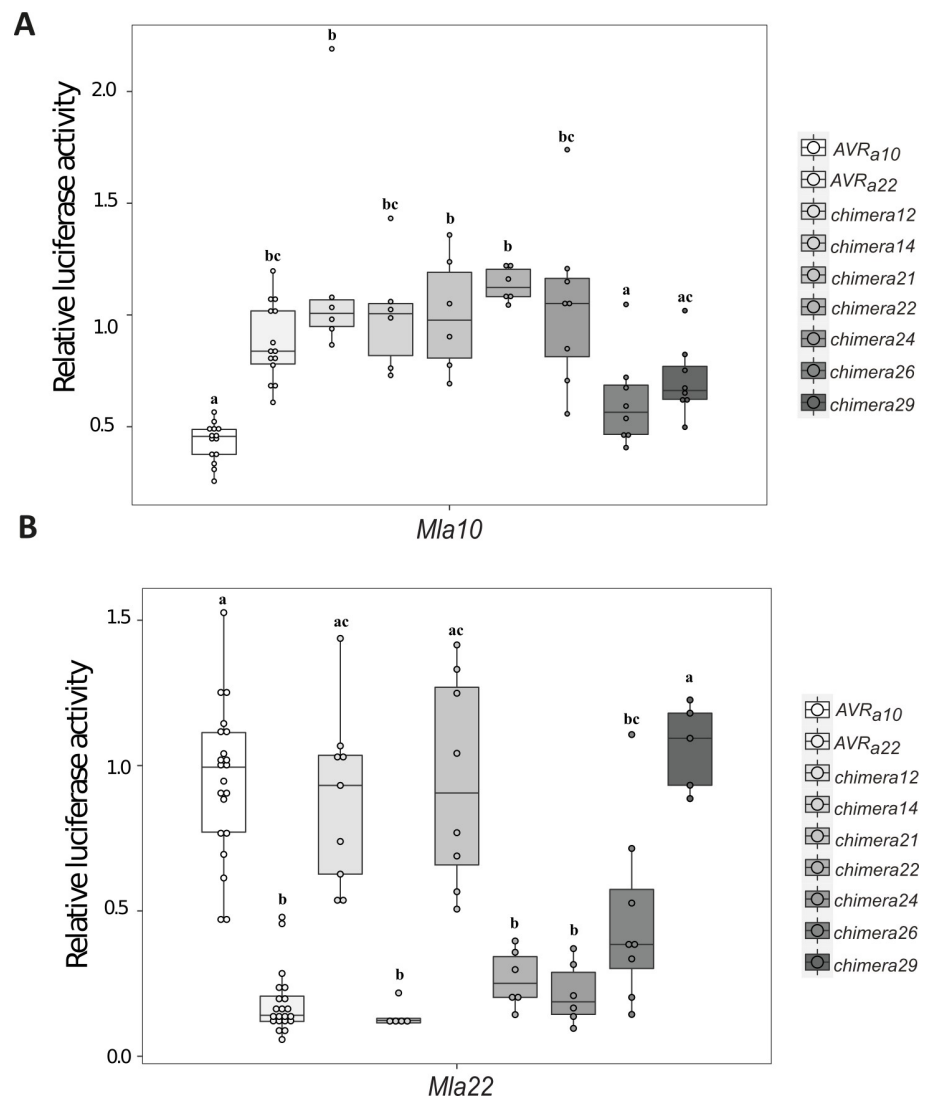 A
Relative luciferase activity
2.0
1.5
1.0
0.5
a
bc
b
bc
b
b
bc
a
ac
Mla10
AVRa10
AVRa22
chimera12
chimera14
chimera21
chimera22
chimera24
chimera26
chimera29
B
Relative luciferase activity
1.5
1.0
0.5
0.0
a
b
ac
b
ac
b
b
bc
a
Mla22
AVRa10
AVRa22
chimera12
chimera14
chimera21
chimera22
chimera24
chimera26
chimera29